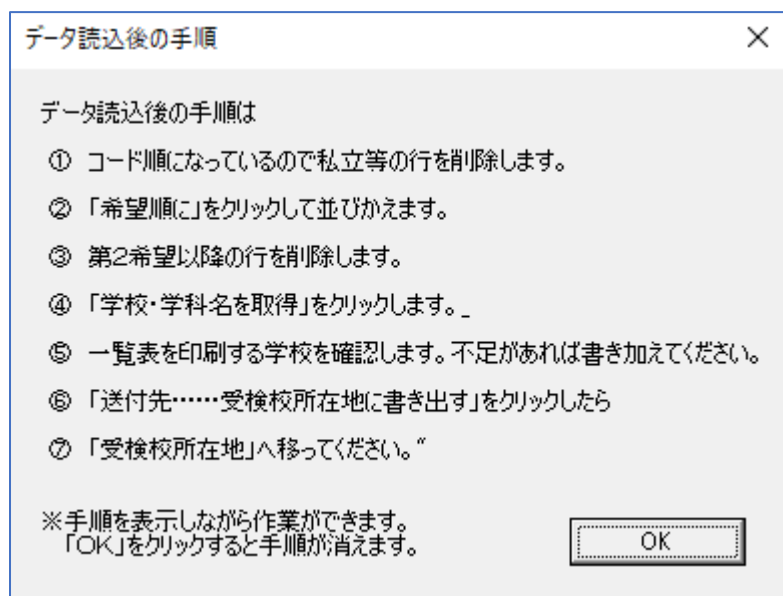 データ読込後の手順
データ読込後の手順は
① コード順になっているので私立等の行を削除します。
② 「希望順に」をクリックして並びかえます。
③ 第2希望以降の行を削除します。
④ 「学校・学科名を取得」をクリックします。_
⑤ 一覧表を印刷する学校を確認します。不足があれば書き加えてください。
⑥ 「送付先……受検校所在地に書き出す」をクリックしたら
⑦ 「受検校所在地」へ移ってください。"
※手順を表示しながら作業ができます。
「OK」をクリックすると手順が消えます。
OK